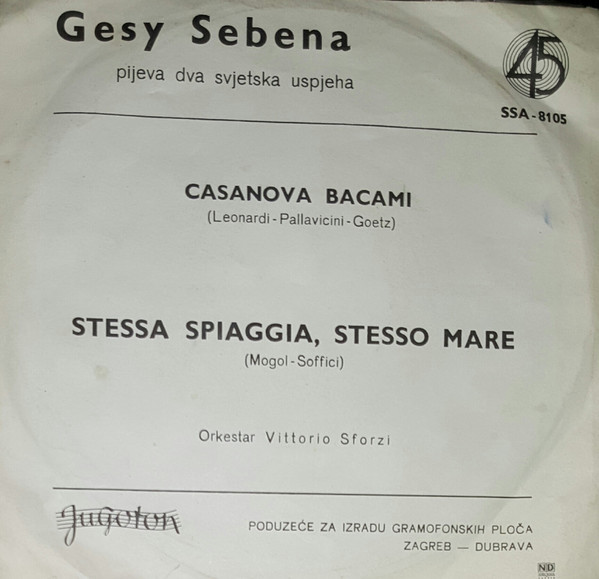 Gesy Sebena
pijeva dva svjetska uspjeha
45
SSA-8105
CASANOVA BACAMI
(Leonardi-Pallavicini-Goetz)
STESSA SPIAGGIA, STESSO MARE
(Mogol-Soffici)
Orkestar Vittorio Sforzi
Jugoton
PODUZEĆE ZA IZRADU GRAMOFONSKIH PLOČA
ZAGREB — DUBRAVA